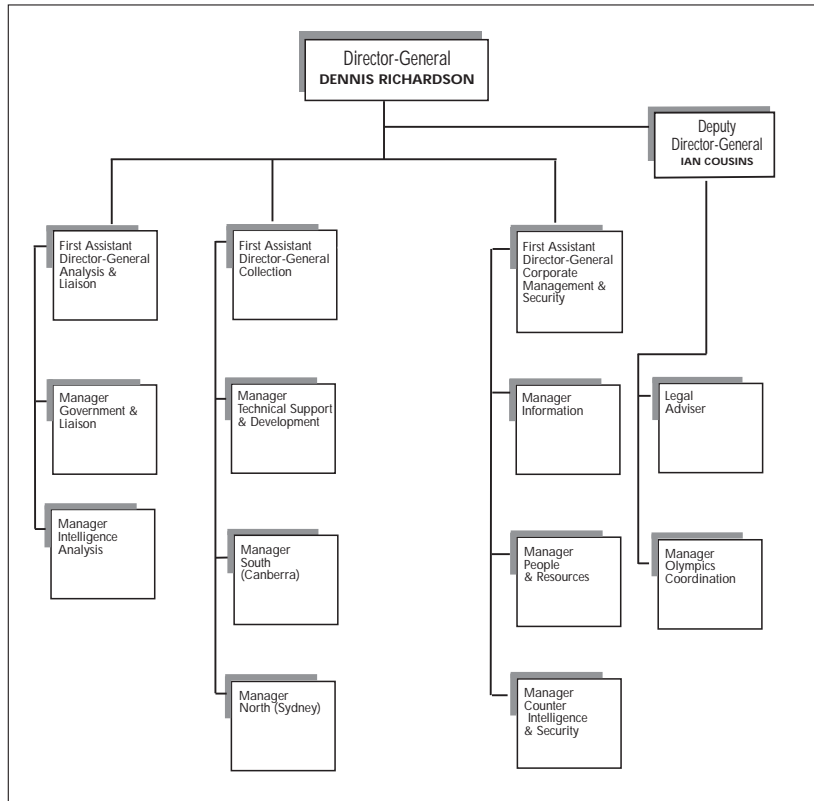 Director-General
DENNIS RICHARDSON
Deputy
Director-General
IAN COUSINS
First Assistant
Director-General
Analysis &
Liaison
First Assistant
Director-General
Collection
First Assistant
Director-General
Corporate
Management &
Security
Manager
Government &
Liaison
Manager
Technical Support
& Development
Manager
Information
Legal
Adviser
Manager
Intelligence
Analysis
Manager
South
(Canberra)
Manager
People
& Resources
Manager
Olympics
Coordination
Manager
North (Sydney)
Manager
Counter
Intelligence
& Security